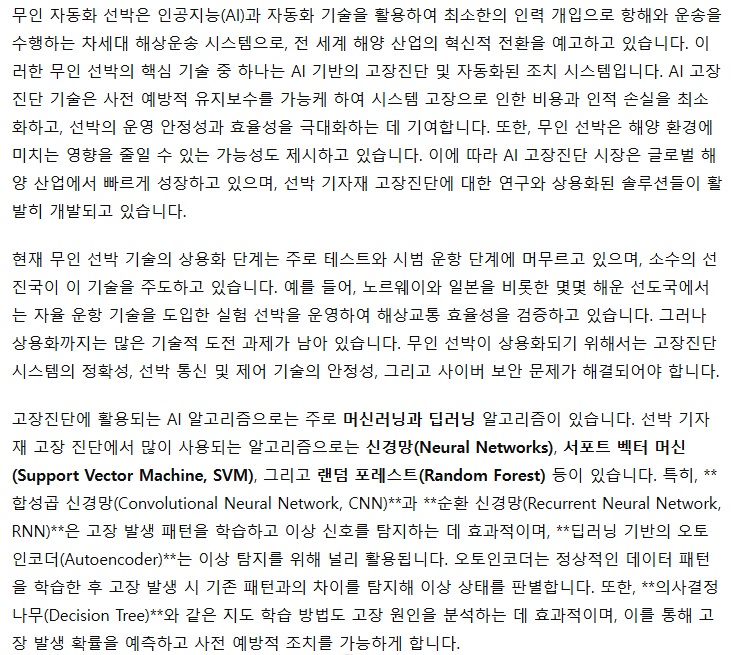 무인 자동화 선박은 인공지능(AI)과 자동화 기술을 활용하여 최소한의 인력 개입으로 항해와 운송을
수행하는 차세대 해상운송 시스템으로, 전 세계 해양 산업의 혁신적 전환을 예고하고 있습니다. 이
러한 무인 선박의 핵심 기술 중 하나는 AI 기반의 고장진단 및 자동화된 조치 시스템입니다. AI 고장
진단 기술은 사전 예방적 유지보수를 가능케 하여 시스템 고장으로 인한 비용과 인적 손실을 최소
화하고, 선박의 운영 안정성과 효율성을 극대화하는 데 기여합니다. 또한, 무인 선박은 해양 환경에
미치는 영향을 줄일 수 있는 가능성도 제시하고 있습니다. 이에 따라 AI 고장진단 시장은 글로벌 해
양 산업에서 빠르게 성장하고 있으며, 선박 기자재 고장진단에 대한 연구와 상용화된 솔루션들이 활
발히 개발되고 있습니다.
현재 무인 선박 기술의 상용화 단계는 주로 테스트와 시범 운항 단계에 머무르고 있으며, 소수의 선
진국이 이 기술을 주도하고 있습니다. 예를 들어, 노르웨이와 일본을 비롯한 몇몇 해운 선도국에서
는 자율 운항 기술을 도입한 실험 선박을 운영하여 해상교통 효율성을 검증하고 있습니다. 그러나
상용화까지는 많은 기술적 도전 과제가 남아 있습니다. 무인 선박이 상용화되기 위해서는 고장진단
시스템의 정확성, 선박 통신 및 제어 기술의 안정성, 그리고 사이버 보안 문제가 해결되어야 합니다.
고장진단에 활용되는 AI 알고리즘으로는 주로 머신러닝과 딥러닝 알고리즘이 있습니다. 선박 기자
재 고장 진단에서 많이 사용되는 알고리즘으로는 신경망(Neural Networks), 서포트 벡터 머신
(Support Vector Machine, SVM), 그리고 랜덤 포레스트(Random Forest) 등이 있습니다. 특히, **
합성곱 신경망(Convolutional Neural Network, CNN)**과 **순환 신경망(Recurrent Neural Network,
RNN)**은 고장 발생 패턴을 학습하고 이상 신호를 탐지하는 데 효과적이며, **딥러닝 기반의 오토
인코더(Autoencoder)**는 이상 탐지를 위해 널리 활용됩니다. 오토인코더는 정상적인 데이터 패턴
을 학습한 후 고장 발생 시 기존 패턴과의 차이를 탐지해 이상 상태를 판별합니다. 또한, **의사결정
나무(Decision Tree)**와 같은 지도 학습 방법도 고장 원인을 분석하는 데 효과적이며, 이를 통해 고
장 발생 확률을 예측하고 사전 예방적 조치를 가능하게 합니다.